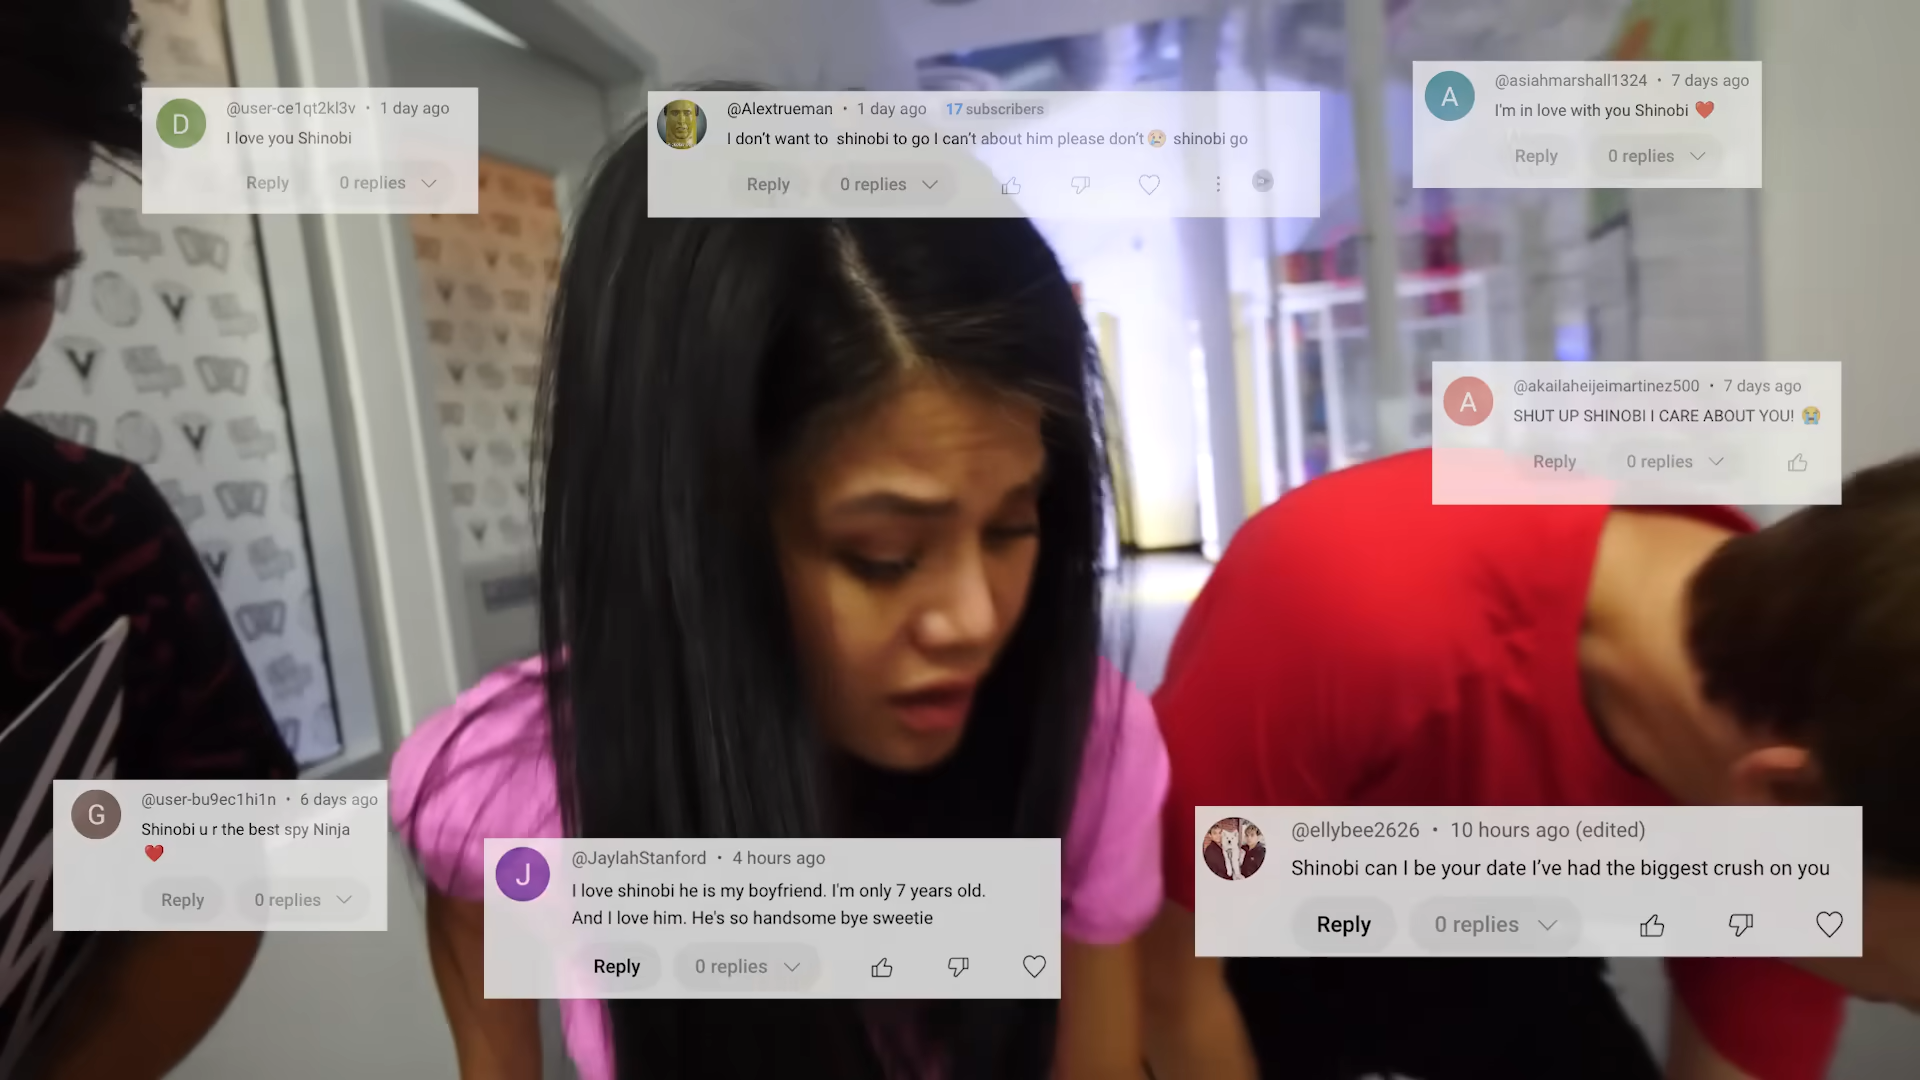 @user-ce1qt2kl3v • 1 day ago
I love you Shinobi
Reply 0 replies
@Alextrueman • 1 day ago 17 subscribers
I don’t want to shinobi to go I can’t about him please don’t😢 shinobi go
Reply 0 replies
@asiahmarshall1324 • 7 days ago
I'm in love with you Shinobi ❤️
Reply 0 replies
@akailaheijeimartinez500 • 7 days ago
SHUT UP SHINOBI I CARE ABOUT YOU! 😭
Reply 0 replies
@user-bu9ec1hi1n • 6 days ago
Shinobi u r the best spy Ninja
❤️
Reply 0 replies
@JaylahStanford • 4 hours ago
I love shinobi he is my boyfriend. I'm only 7 years old.
And I love him. He's so handsome bye sweetie
Reply 0 replies
@ellybee2626 • 10 hours ago (edited)
Shinobi can I be your date I’ve had the biggest crush on you
Reply 0 replies
D
A
A
G
J